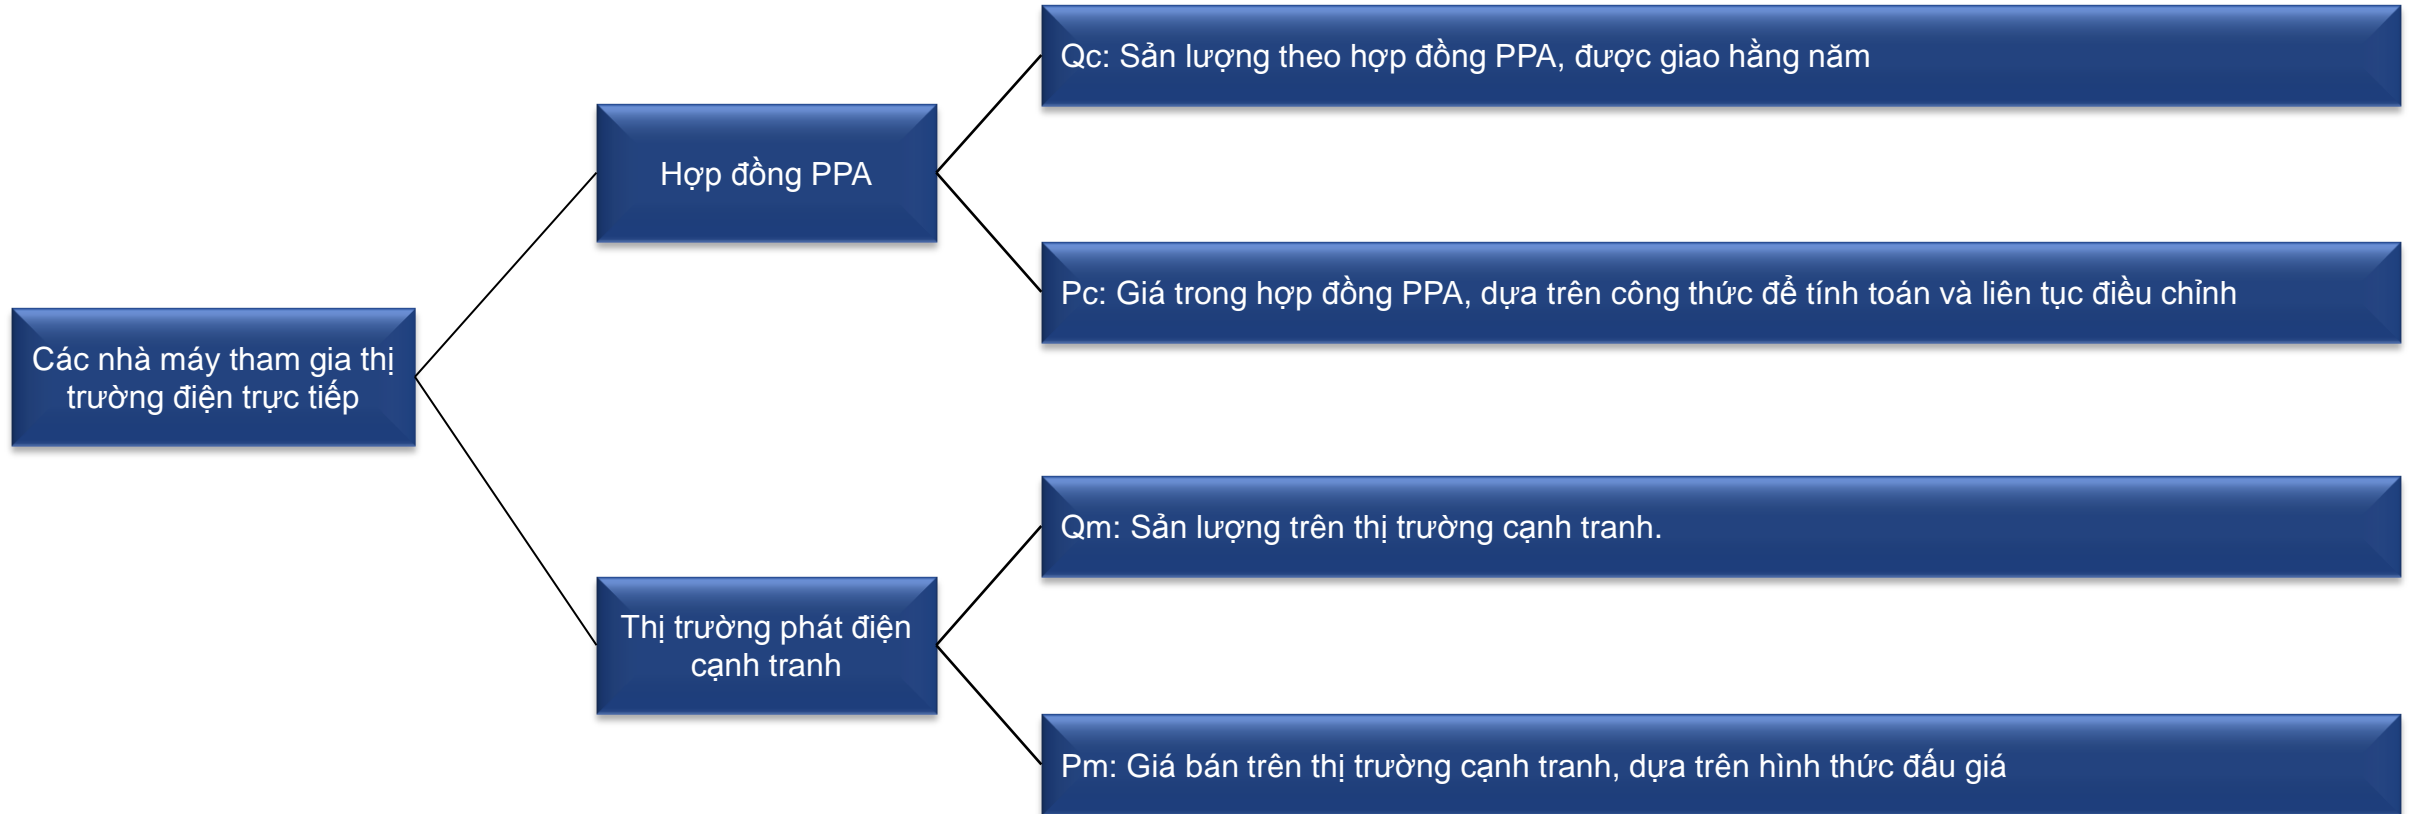 Qc: Sản lượng theo hợp đồng PPA, được giao hằng năm
Hợp đồng PPA
Pc: Giá trong hợp đồng PPA, dựa trên công thức để tính toán và liên tục điều chỉnh
Các nhà máy tham gia thị
trường điện trực tiếp
Qm: Sản lượng trên thị trường cạnh tranh.
Thị trường phát điện
cạnh tranh
Pm: Giá bán trên thị trường cạnh tranh, dựa trên hình thức đấu giá